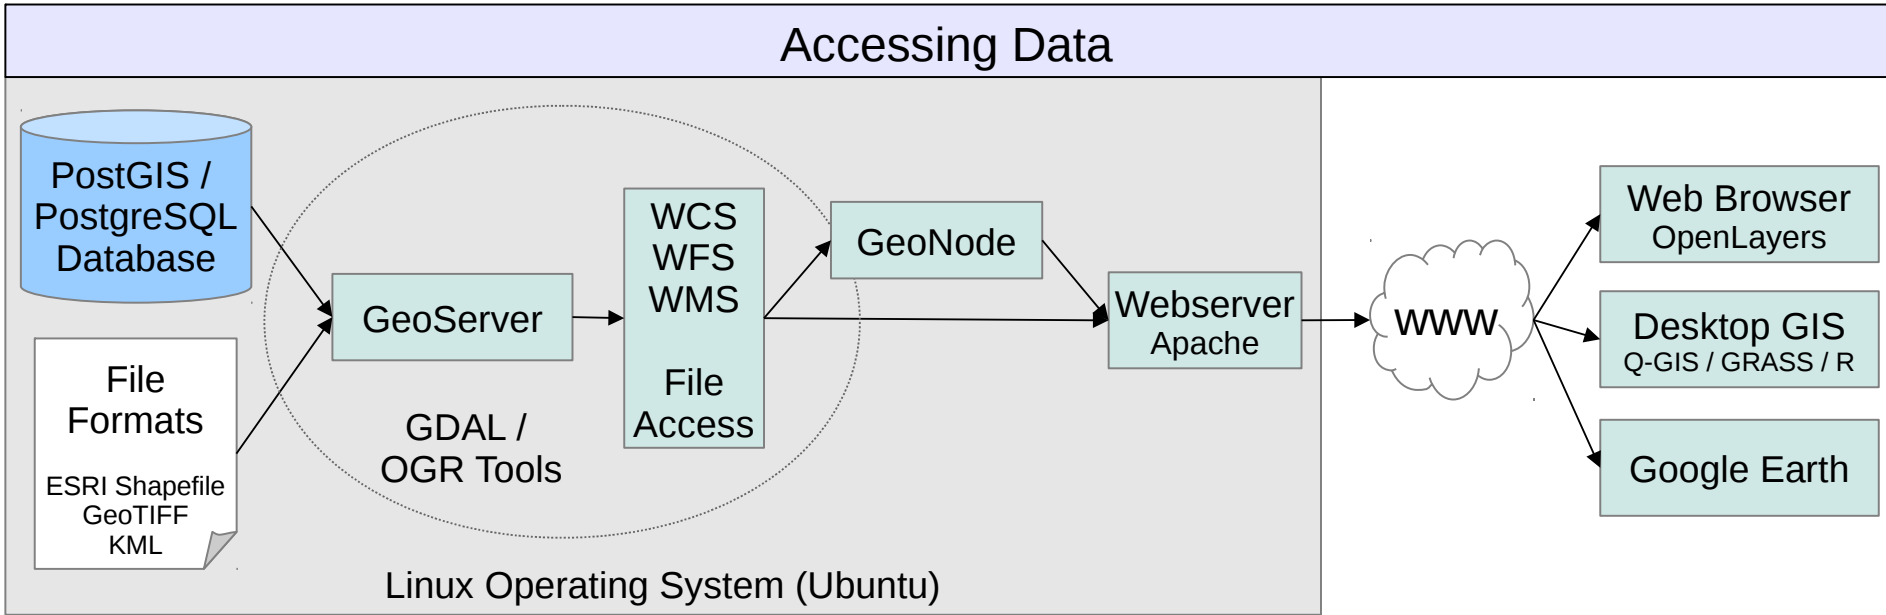 Accessing Data
PostGIS /
PostgreSQL
Database
File
Formats
ESRI Shapefile
GeoTIFF
KML
GeoServer
GDAL /
OGR Tools
WCS
WFS
WMS
File
Access
GeoNode
Webserver
Apache
Linux Operating System (Ubuntu)
www
Web Browser
OpenLayers
Desktop GIS
Q-GIS / GRASS / R
Google Earth